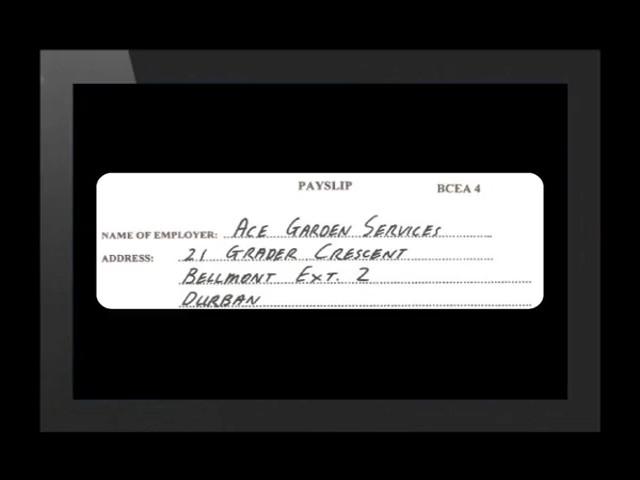 PAYSLIP BCEA 4
NAME OF EMPLOYER: ACE GARDEN SERVICES
ADDRESS: 21 GRADER CRESCENT
BELLMONT EXT. 2
DURBAN